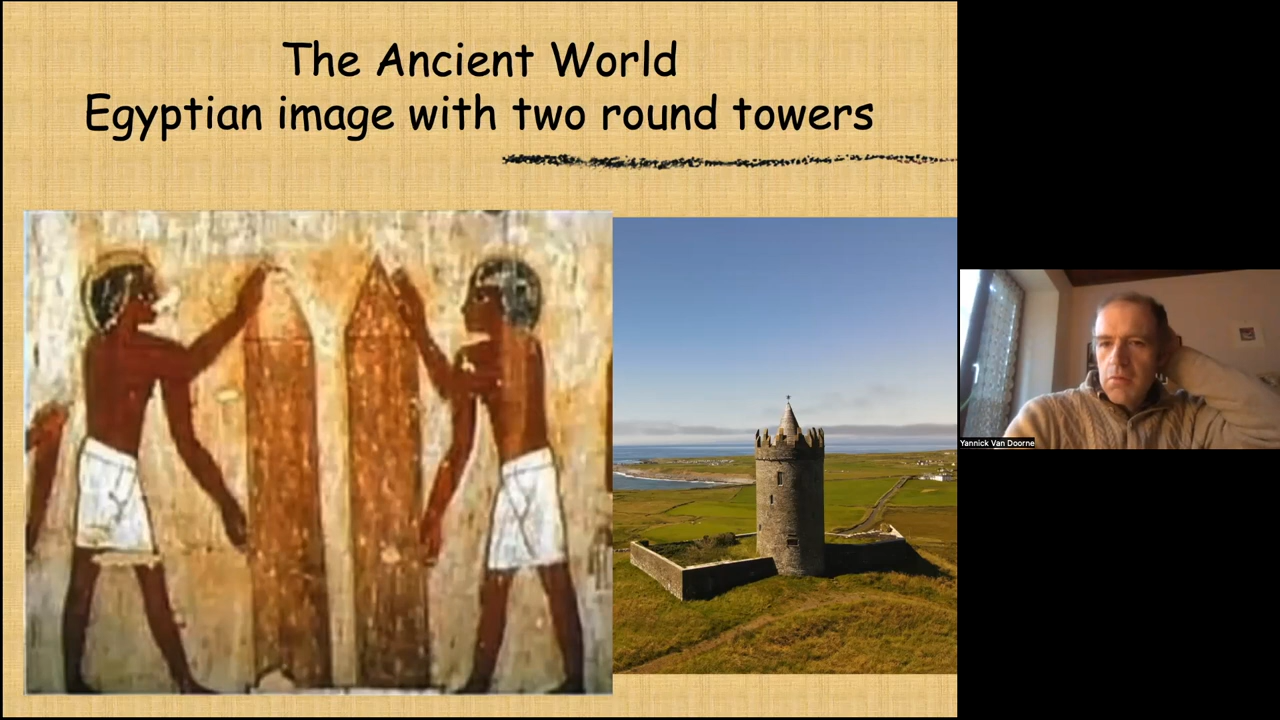 The Ancient World
Egyptian image with two round towers
Yannick Van Doorne